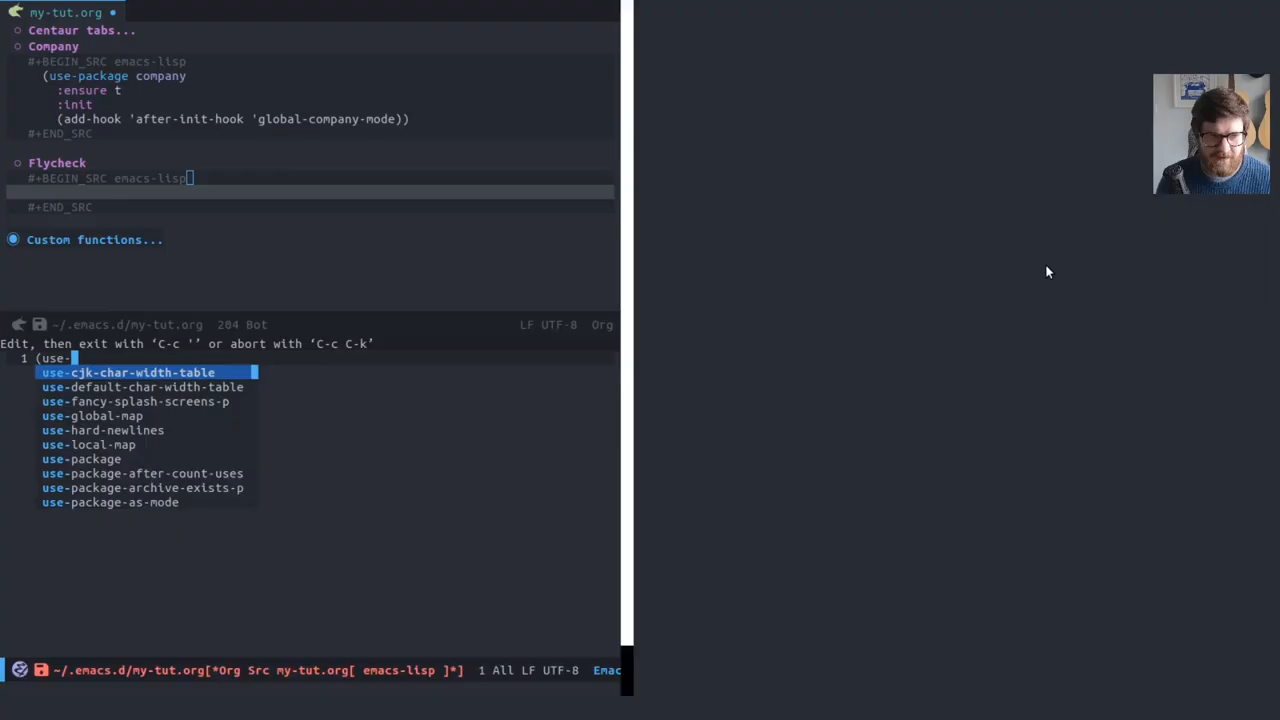 my-tut.org
Centaur tabs...
Company
#+BEGIN_SRC emacs-lisp
(use-package company
:ensure t
:init
(add-hook 'after-init-hook 'global-company-mode))
#+END_SRC
Flycheck
#+BEGIN_SRC emacs-lisp
#+END_SRC
Custom functions...
~/.emacs.d/my-tut.org 204 Bot LF UTF-8 Org
Edit, then exit with ‘C-c '’ or abort with ‘C-c C-k’
1 (use-
use-cjk-char-width-table
use-default-char-width-table
use-fancy-splash-screens-p
use-global-map
use-hard-newlines
use-local-map
use-package
use-package-after-count-uses
use-package-archive-exists-p
use-package-as-mode
~/.emacs.d/my-tut.org[*Org Src my-tut.org[ emacs-lisp ]*] 1 All LF UTF-8 Emac